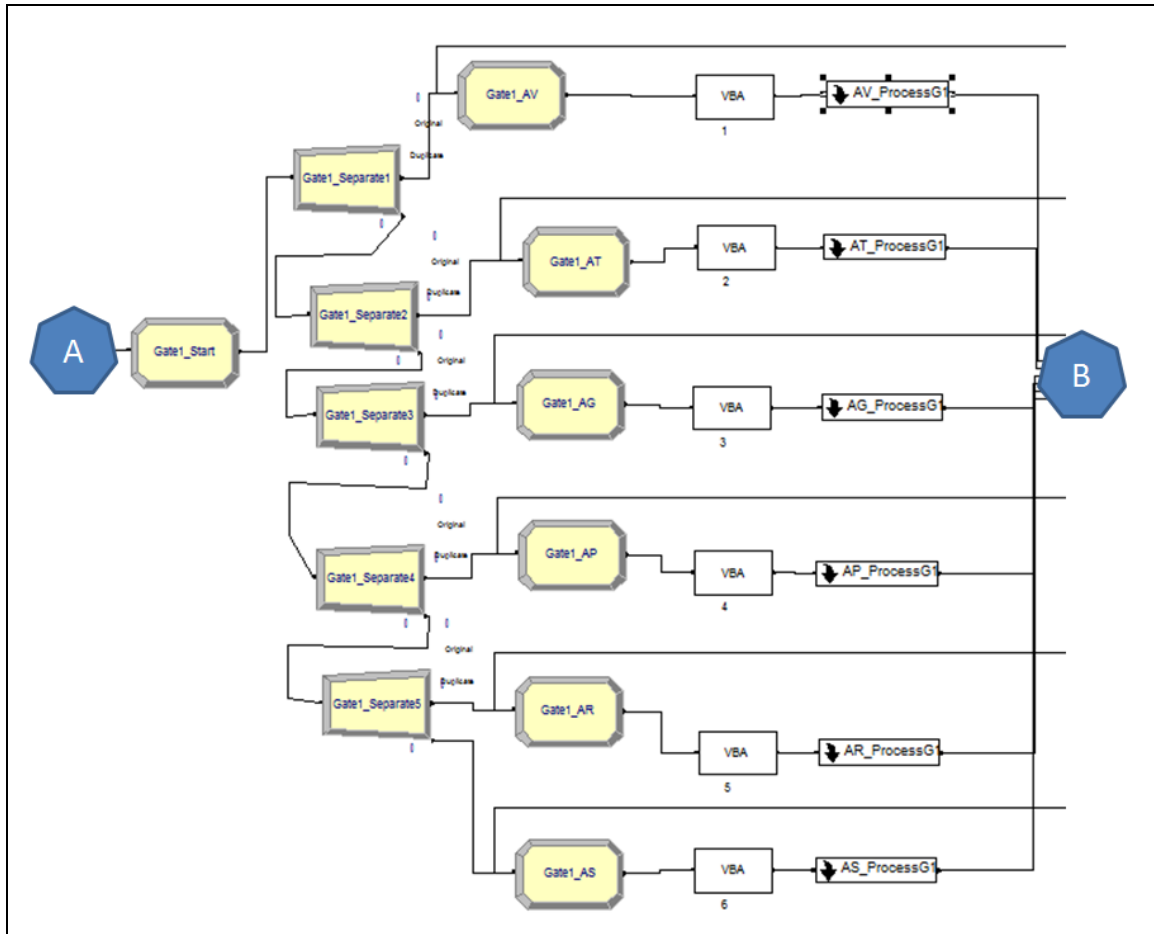 Gate1_AV
VBA
1
AV_ProcessG1
Original
Duplicate
Gate1_Separate1
Gate1_AT
VBA
2
AT_ProcessG1
Original
Duplicate
Gate1_Separate2
A
Gate1_Start
B
Original
Duplicate
Gate1_Separate3
Gate1_AG
VBA
3
AG_ProcessG1
Original
Duplicate
Gate1_Separate4
Gate1_AP
VBA
4
AP_ProcessG1
Original
Duplicate
Gate1_Separate5
Gate1_AR
VBA
5
AR_ProcessG1
Gate1_AS
VBA
6
AS_ProcessG1